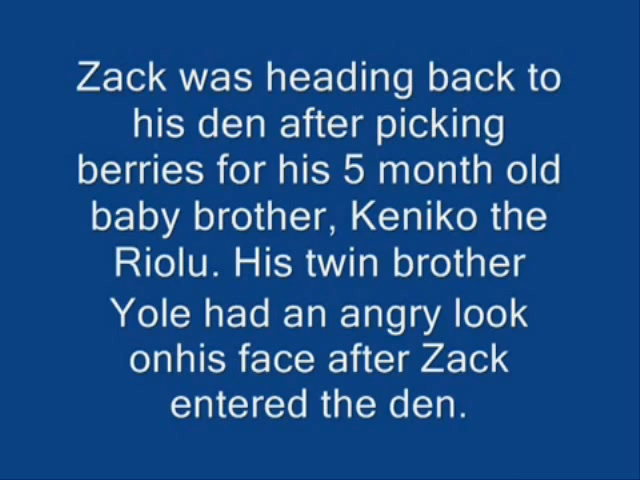 Zack was heading back to
his den after picking
berries for his 5 month old
baby brother, Keniko the
Riolu. His twin brother
Yole had an angry look
onhis face after Zack
entered the den.